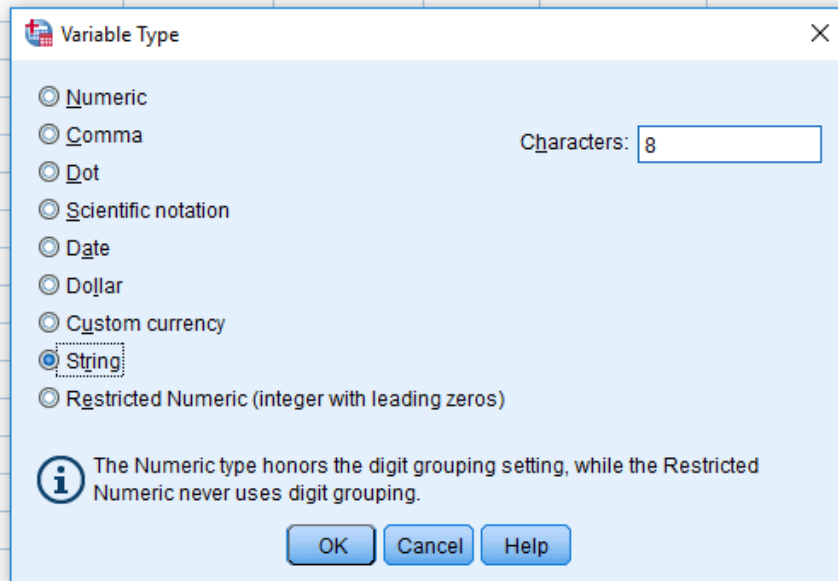 Variable Type
Numeric
Comma
Characters: 8
Dot
Scientific notation
Date
Dollar
Custom currency
String
Restricted Numeric (integer with leading zeros)
The Numeric type honors the digit grouping setting, while the Restricted
Numeric never uses digit grouping.
OK Cancel Help